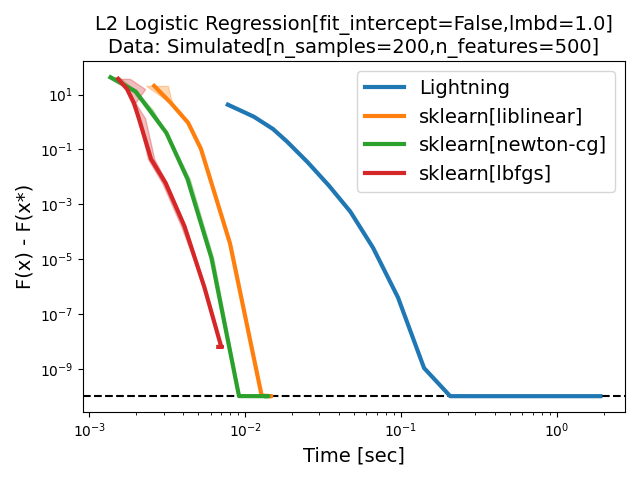 L2 Logistic Regression[fit_intercept=False,lmbd=1.0]
Data: Simulated[n_samples=200,n_features=500]
Lightning
sklearn[liblinear]
sklearn[newton-cg]
sklearn[lbfgs]
F(x) - F(x*)
10¹
10⁻¹
10⁻³
10⁻⁵
10⁻⁷
10⁻⁹
10⁻³ 10⁻² 10⁻¹ 10⁰
Time [sec]